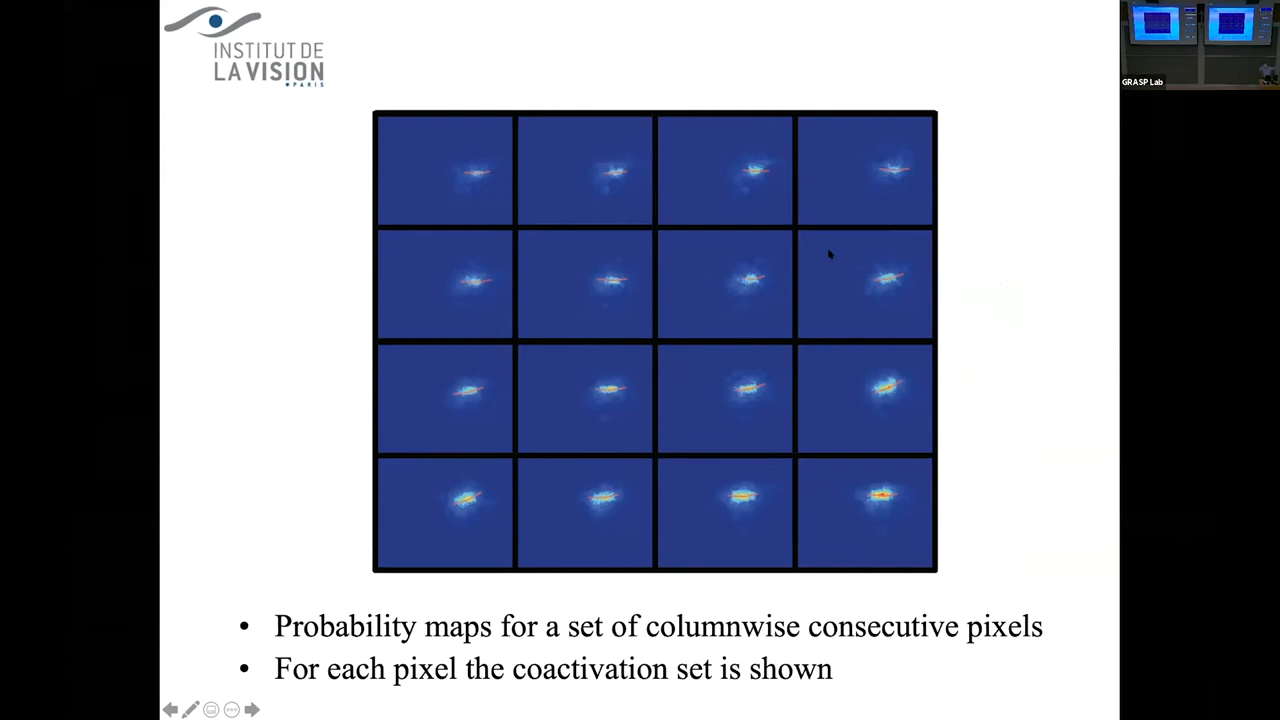 INSTITUT DE
LA VISION
PARIS
GRASP Lab
• Probability maps for a set of columnwise consecutive pixels
• For each pixel the coactivation set is shown